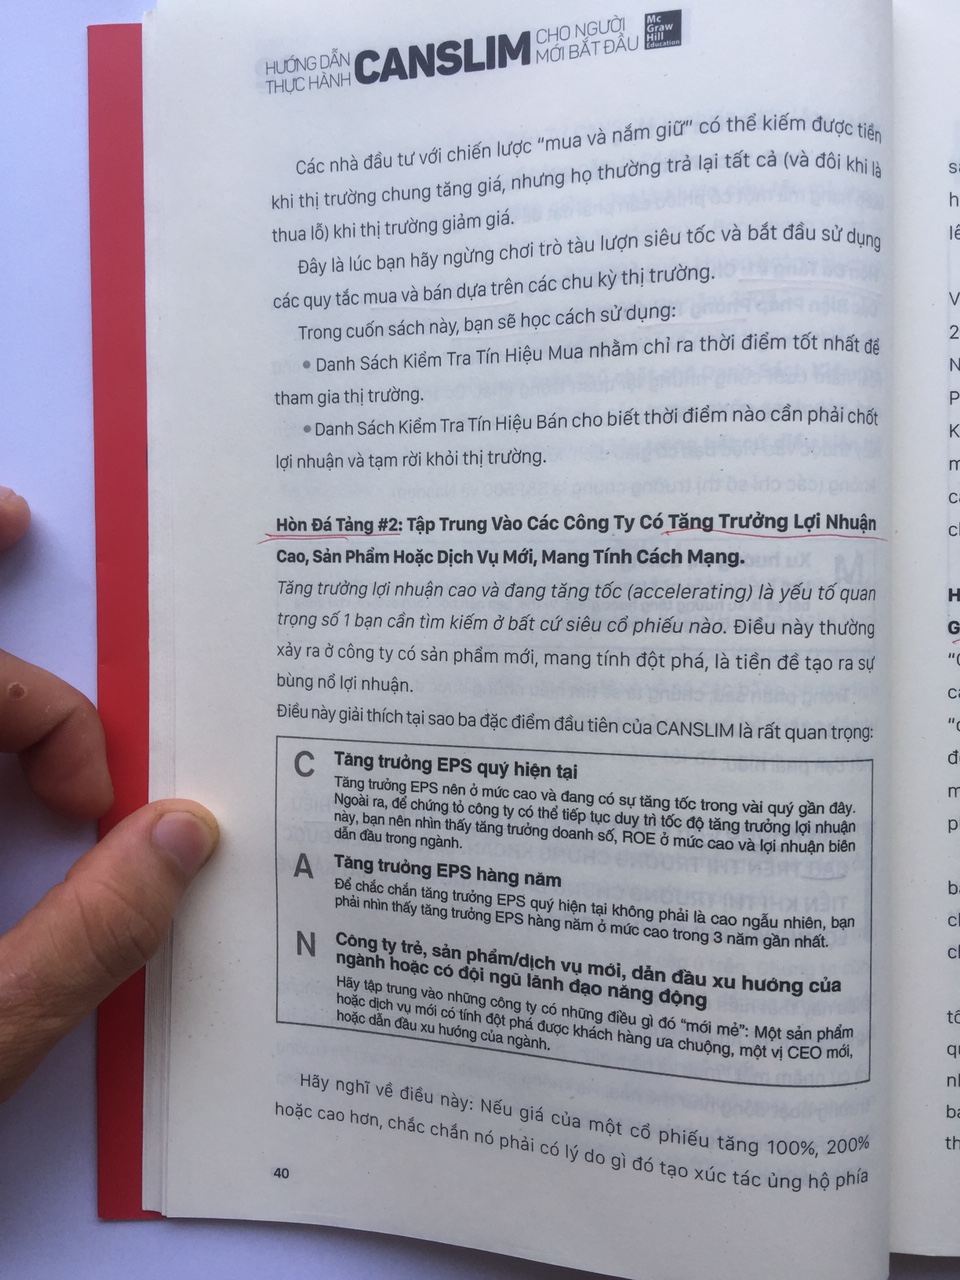 HƯỚNG DẪN
THỰC HÀNH
CANSLIM
CHO NGƯỜI
MỚI BẮT ĐẦU
Mc
Graw
Hill
Education
Các nhà đầu tư với chiến lược “mua và nắm giữ” có thể kiếm được tiền
khi thị trường chung tăng giá, nhưng họ thường trả lại tất cả (và đôi khi là
thua lỗ) khi thị trường giảm giá.
Đây là lúc bạn hãy ngừng chơi trò tàu lượn siêu tốc và bắt đầu sử dụng
các quy tắc mua và bán dựa trên các chu kỳ thị trường.
Trong cuốn sách này, bạn sẽ học cách sử dụng:
• Danh Sách Kiểm Tra Tín Hiệu Mua nhằm chỉ ra thời điểm tốt nhất để
tham gia thị trường.
• Danh Sách Kiểm Tra Tín Hiệu Bán cho biết thời điểm nào cần phải chốt
lợi nhuận và tạm rời khỏi thị trường.
Hòn Đá Tảng #2: Tập Trung Vào Các Công Ty Có Tăng Trưởng Lợi Nhuận
Cao, Sản Phẩm Hoặc Dịch Vụ Mới, Mang Tính Cách Mạng.
Tăng trưởng lợi nhuận cao và đang tăng tốc (accelerating) là yếu tố quan
trọng số 1 bạn cần tìm kiếm ở bất cứ siêu cổ phiếu nào. Điều này thường
xảy ra ở công ty có sản phẩm mới, mang tính đột phá, là tiền đề tạo ra sự
bùng nổ lợi nhuận.
Điều này giải thích tại sao ba đặc điểm đầu tiên của CANSLIM là rất quan trọng:
C Tăng trưởng EPS quý hiện tại
Tăng trưởng EPS nên ở mức cao và đang có sự tăng tốc trong vài quý gần đây.
Ngoài ra, để chứng tỏ công ty có thể tiếp tục duy trì tốc độ tăng trưởng lợi nhuận
này, bạn nên nhìn thấy tăng trưởng doanh số, ROE ở mức cao và lợi nhuận biên
dẫn đầu trong ngành.
A Tăng trưởng EPS hàng năm
Để chắc chắn tăng trưởng EPS quý hiện tại không phải là cao ngẫu nhiên, bạn
phải nhìn thấy tăng trưởng EPS hàng năm ở mức cao trong 3 năm gần nhất.
N Công ty trẻ, sản phẩm/dịch vụ mới, dẫn đầu xu hướng của
ngành hoặc có đội ngũ lãnh đạo năng động
Hãy tập trung vào những công ty có những điều gì đó “mới mẻ”: Một sản phẩm
hoặc dịch vụ mới có tính đột phá được khách hàng ưa chuộng, một vị CEO mới,
hoặc dẫn đầu xu hướng của ngành.
Hãy nghĩ về điều này: Nếu giá của một cổ phiếu tăng 100%, 200%
hoặc cao hơn, chắc chắn nó phải có lý do gì đó tạo xúc tác ủng hộ phía
40